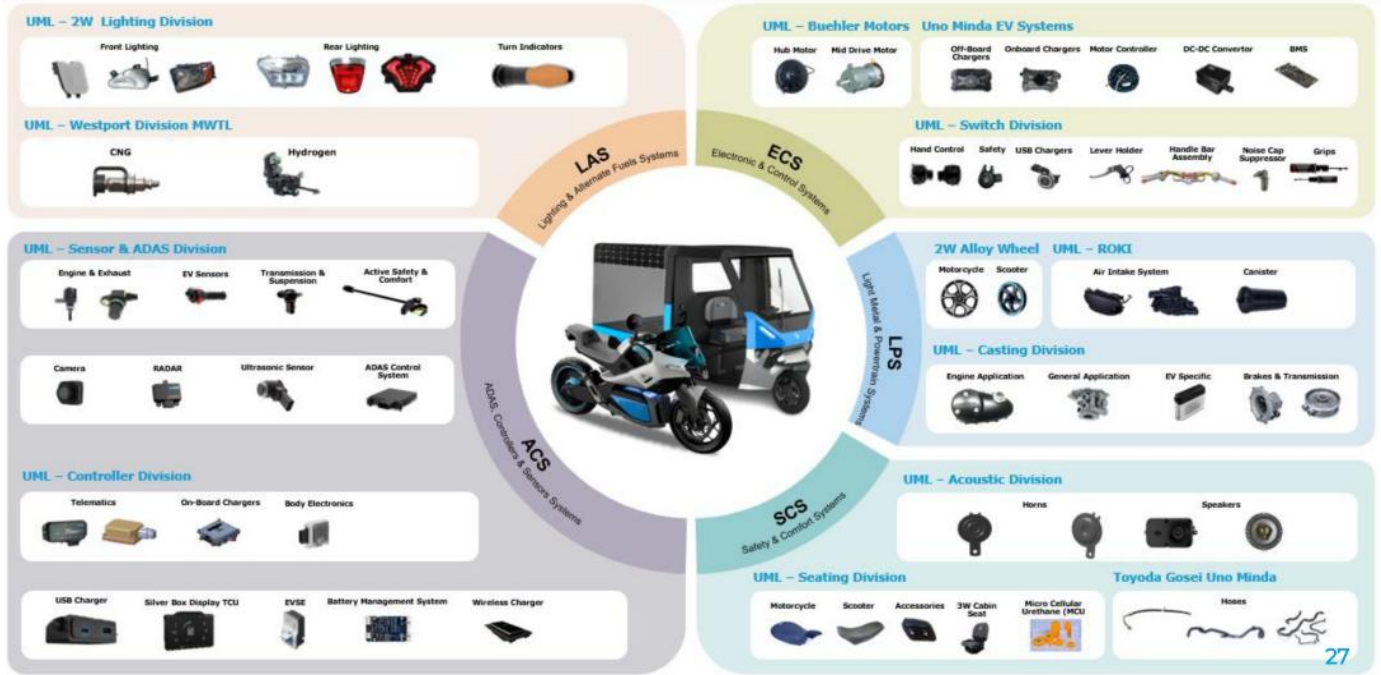 UML – 2W Lighting Division
Front Lighting
Rear Lighting
Turn Indicators
UML – Westport Division MWTL
CNG
Hydrogen
LAS
Lighting & Alternate Fuels Systems
UML – Buehler Motors
Hub Motor
Mid Drive Motor
Uno Minda EV Systems
Off-Board
Chargers
Onboard Chargers
Motor Controller
DC-DC Convertor
BMS
UML – Switch Division
Hand Control
Safety
USB Chargers
Lever Holder
Handle Bar
Assembly
Noise Cap
Suppressor
Grips
ECS
Electronic & Control Systems
UML – Sensor & ADAS Division
Engine & Exhaust
EV Sensors
Transmission &
Suspension
Active Safety &
Comfort
Camera
RADAR
Ultrasonic Sensor
ADAS Control
System
UML – Controller Division
Telematics
On-Board Chargers
Body Electronics
USB Charger
Silver Box Display TCU
EVSE
Battery Management System
Wireless Charger
ACS
ADAS, Controllers & Sensors Systems
2W Alloy Wheel
Motorcycle
Scooter
UML – ROKI
Air Intake System
Canister
UML – Casting Division
Engine Application
General Application
EV Specific
Brakes & Transmission
LPS
Light Metal & Powertrain Systems
UML – Acoustic Division
Horns
Speakers
SCS
Safety & Comfort Systems
UML – Seating Division
Motorcycle
Scooter
Accessories
3W Cabin
Seat
Micro Cellular
Urethane (MCU
Toyoda Gosei Uno Minda
Hoses
27